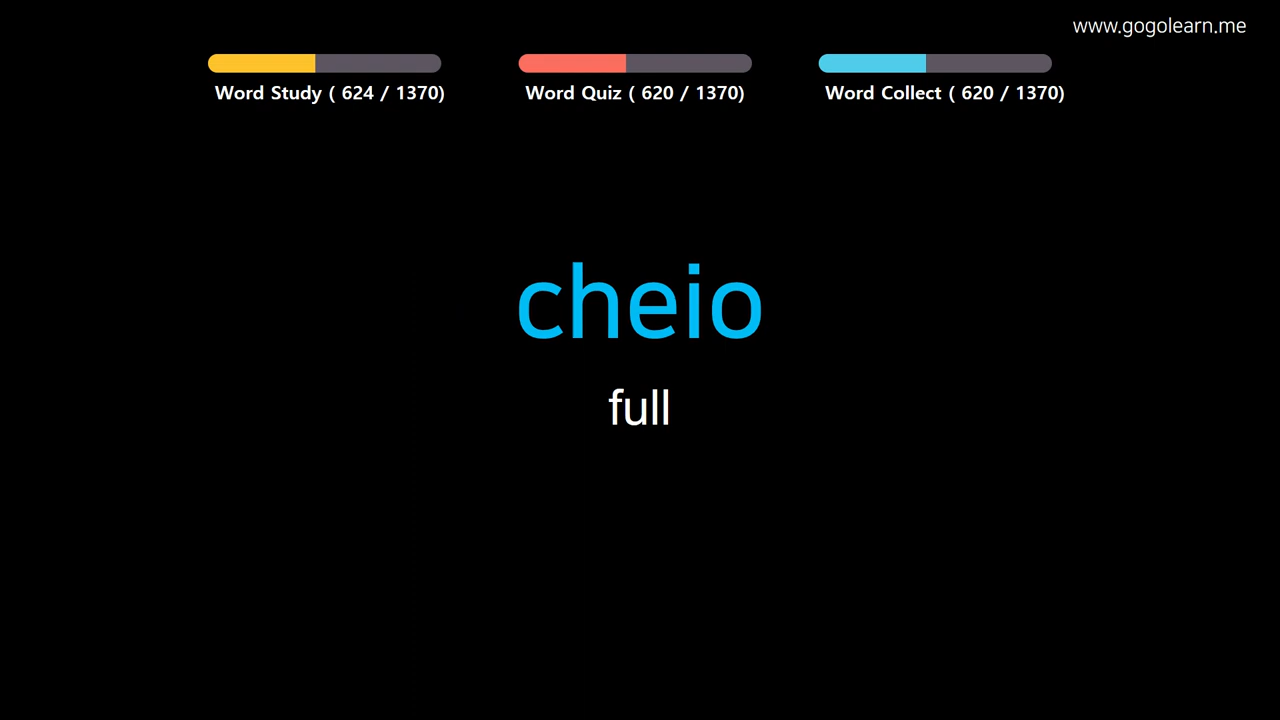 www.gogolearn.me
Word Study ( 624 / 1370)
Word Quiz ( 620 / 1370)
Word Collect ( 620 / 1370)
cheio
full